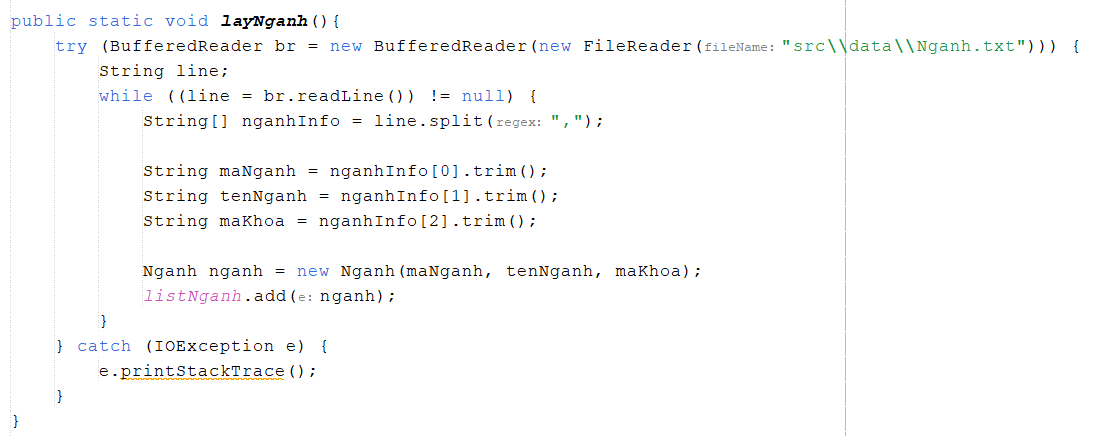 public static void layNganh(){
    try (BufferedReader br = new BufferedReader(new FileReader(fileName: "src\\data\\Nganh.txt"))) {
        String line;
        while ((line = br.readLine()) != null) {
            String[] nganhInfo = line.split(regex: ",");
            String maNganh = nganhInfo[0].trim();
            String tenNganh = nganhInfo[1].trim();
            String maKhoa = nganhInfo[2].trim();
            Nganh nganh = new Nganh(maNganh, tenNganh, maKhoa);
            listNganh.add(e: nganh);
        }
    } catch (IOException e) {
        e.printStackTrace();
    }
}